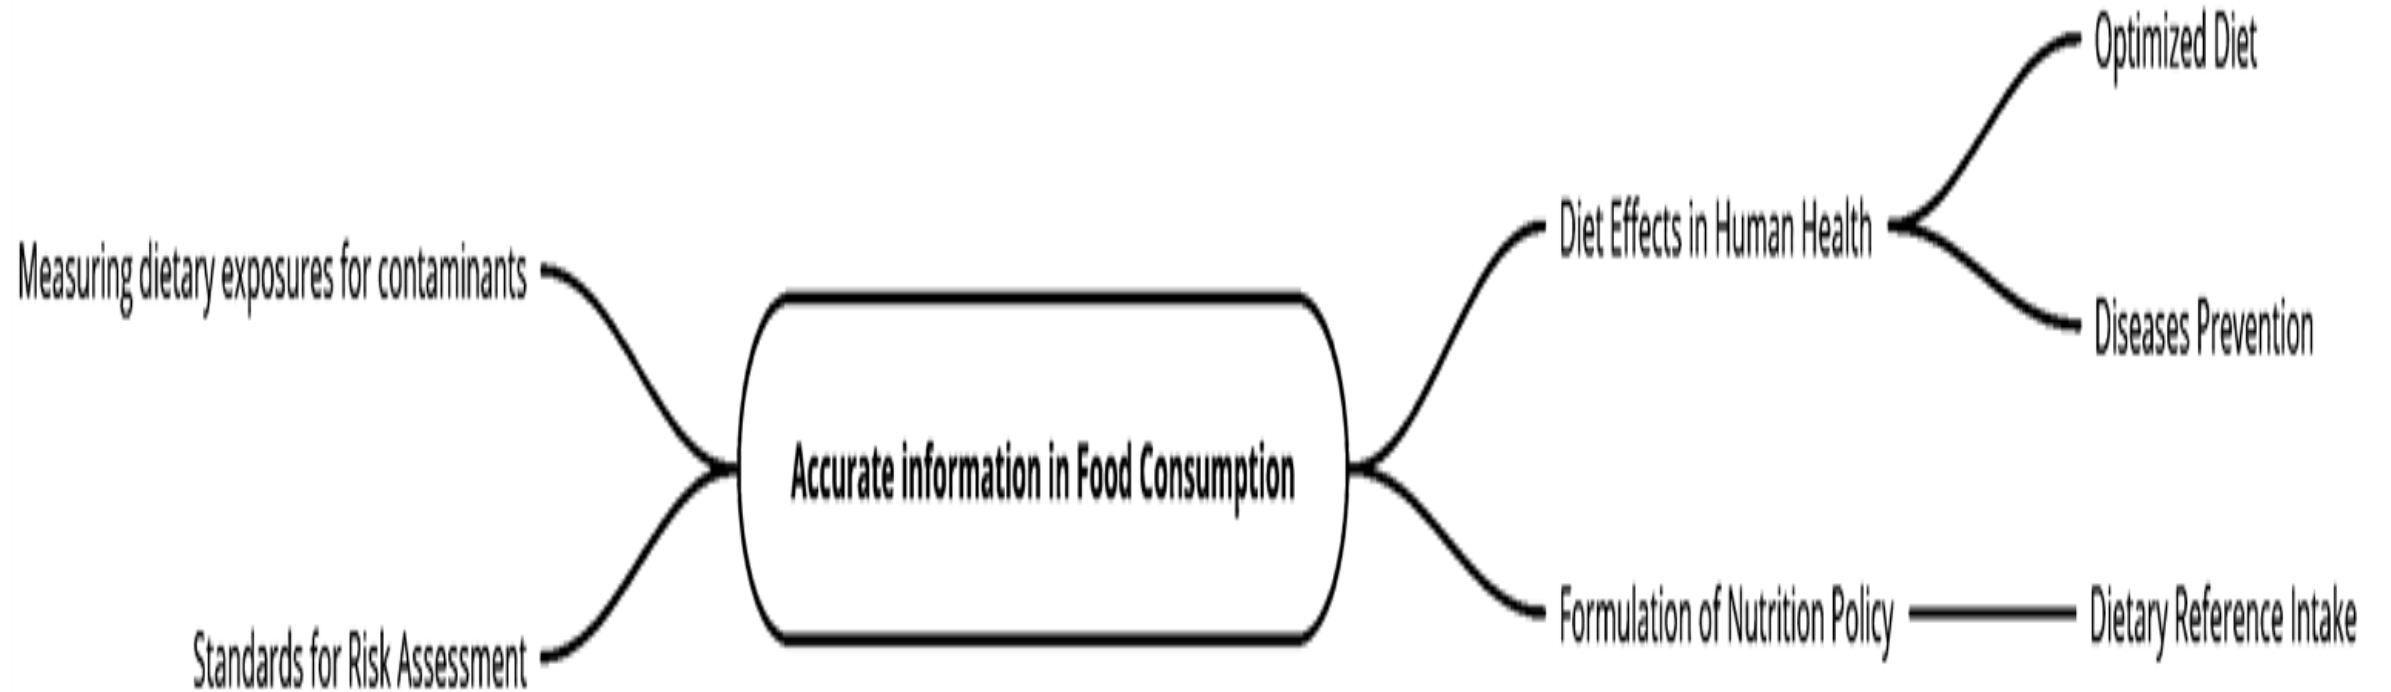 Optimized Diet
Diet Effects in Human Health
Measuring dietary exposures for contaminants
Diseases Prevention
Accurate information in Food Consumption
Formulation of Nutrition Policy
Dietary Reference Intake
Standards for Risk Assessment